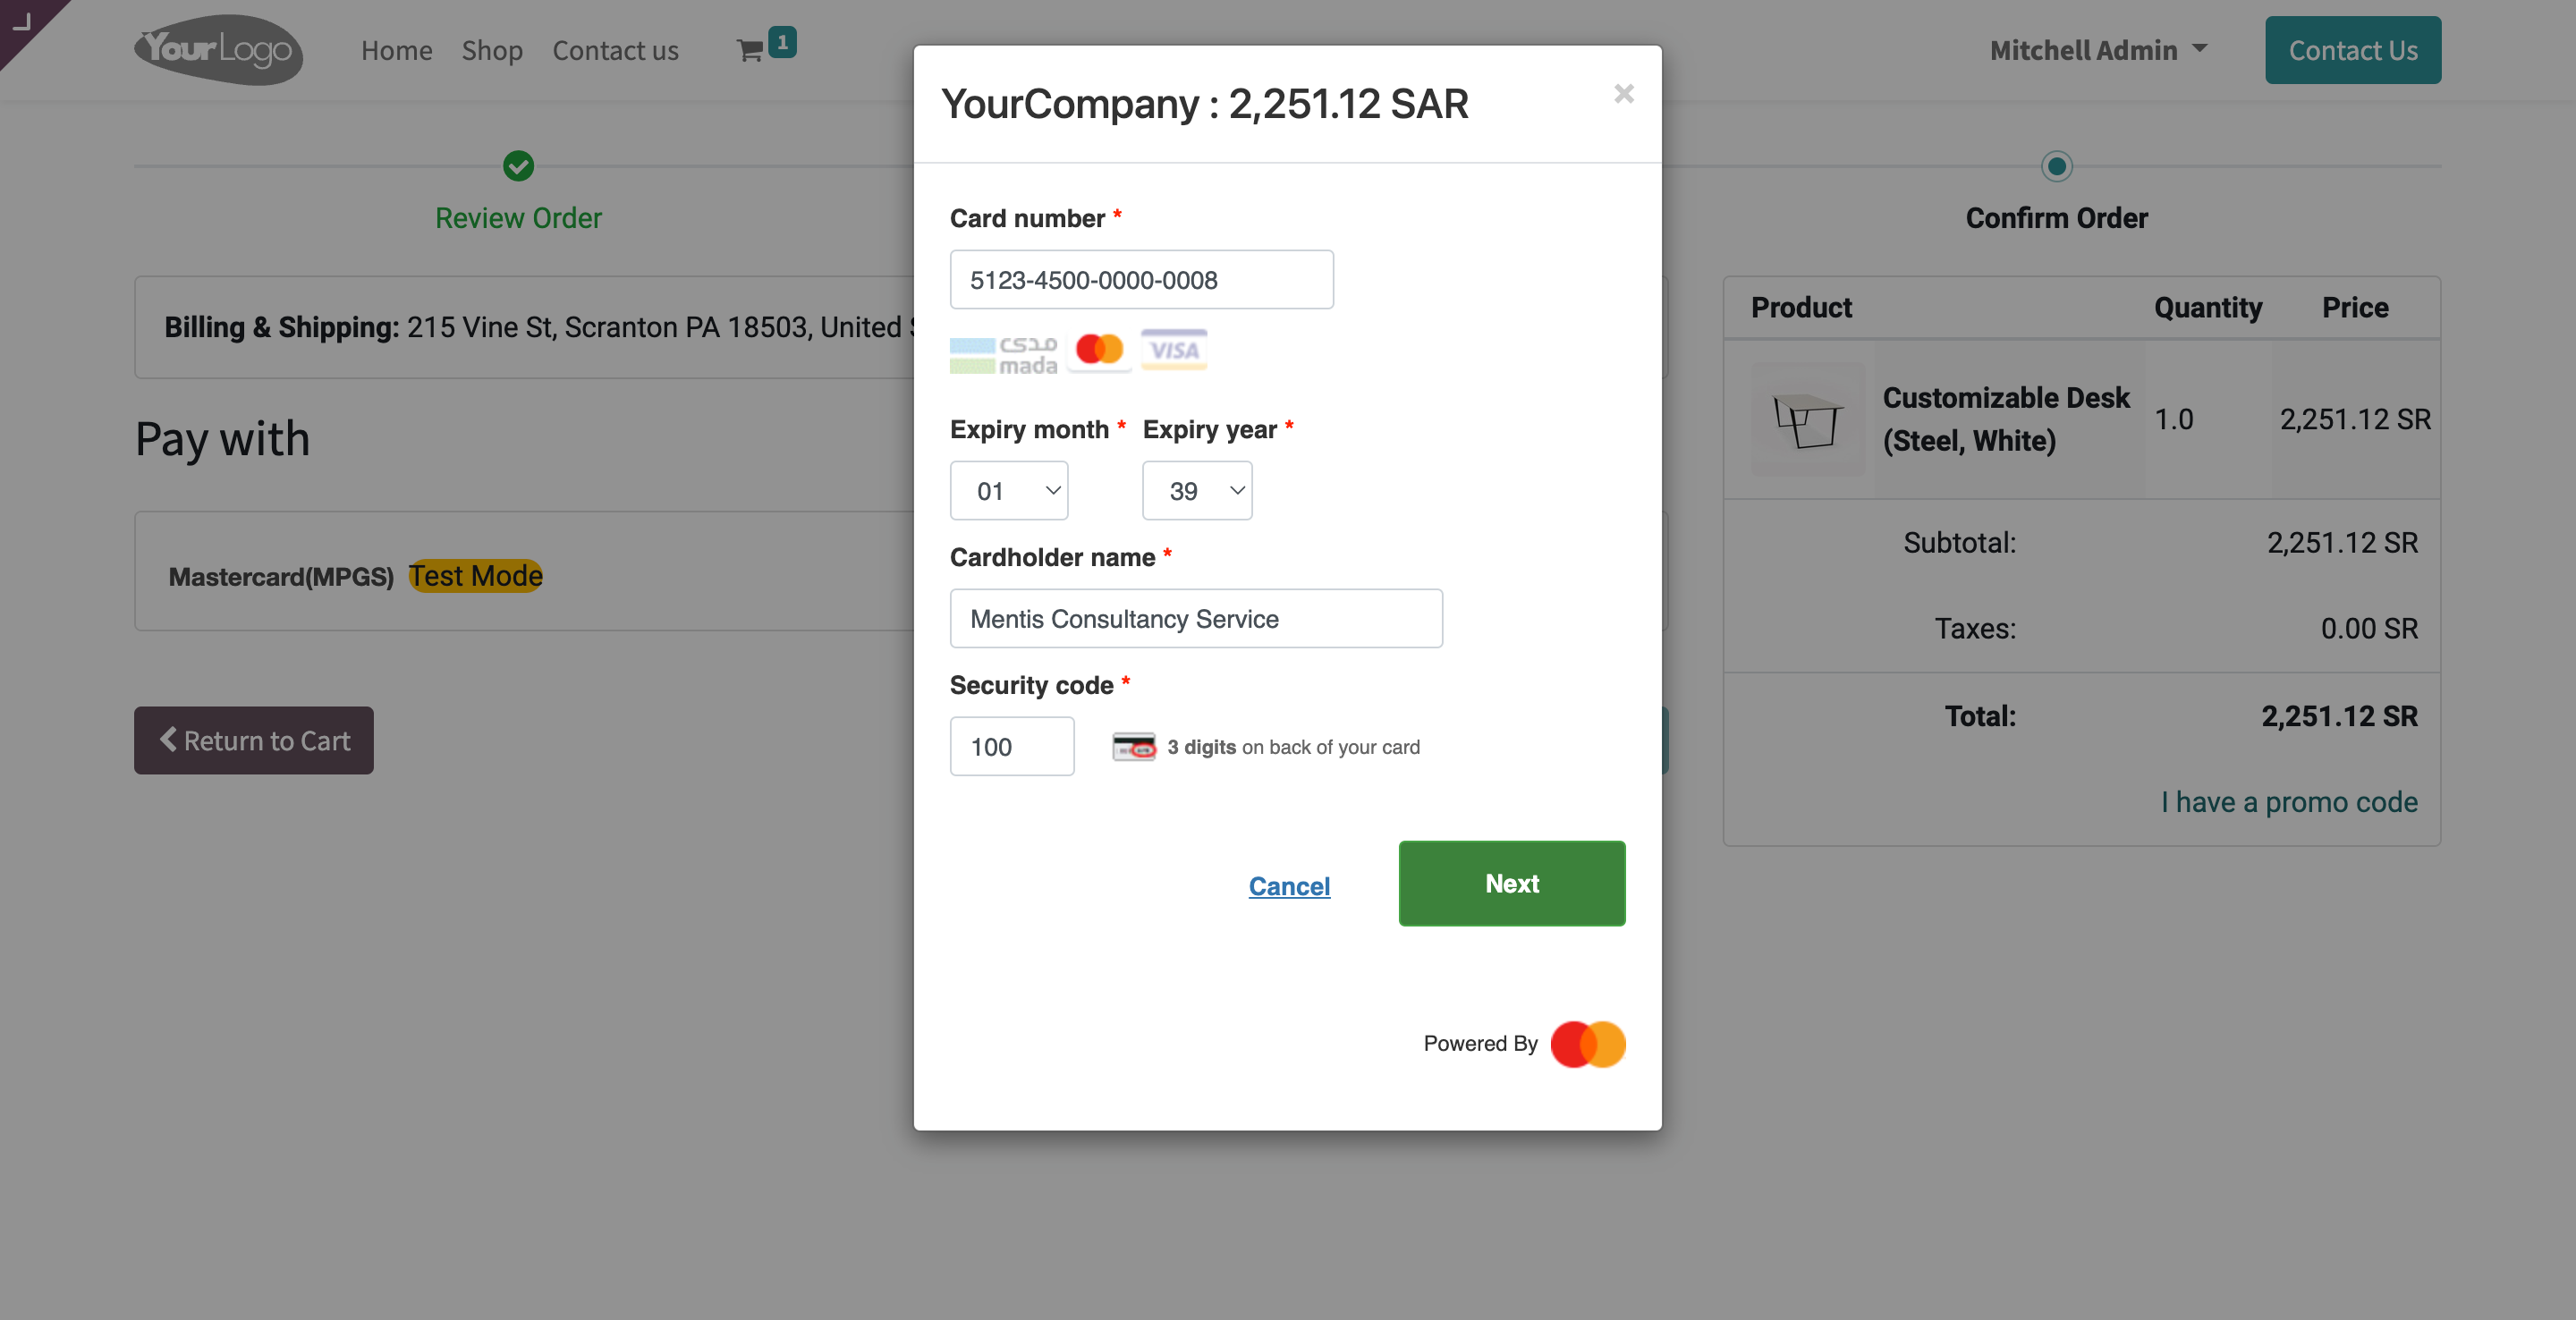 YourLogo
Home
Shop
Contact us
1
Mitchell Admin
Contact Us
Review Order
Confirm Order
Billing & Shipping: 215 Vine St, Scranton PA 18503, United
Pay with
Mastercard(MPGS) Test Mode
Return to Cart
YourCompany : 2,251.12 SAR
×
Card number *
5123-4500-0000-0008
مدى
mada
VISA
Expiry month * Expiry year *
01 39
Cardholder name *
Mentis Consultancy Service
Security code *
100
3 digits on back of your card
Cancel
Next
Powered By
Product Quantity Price
Customizable Desk
(Steel, White)
1.0
2,251.12 SR
Subtotal: 2,251.12 SR
Taxes: 0.00 SR
Total: 2,251.12 SR
I have a promo code